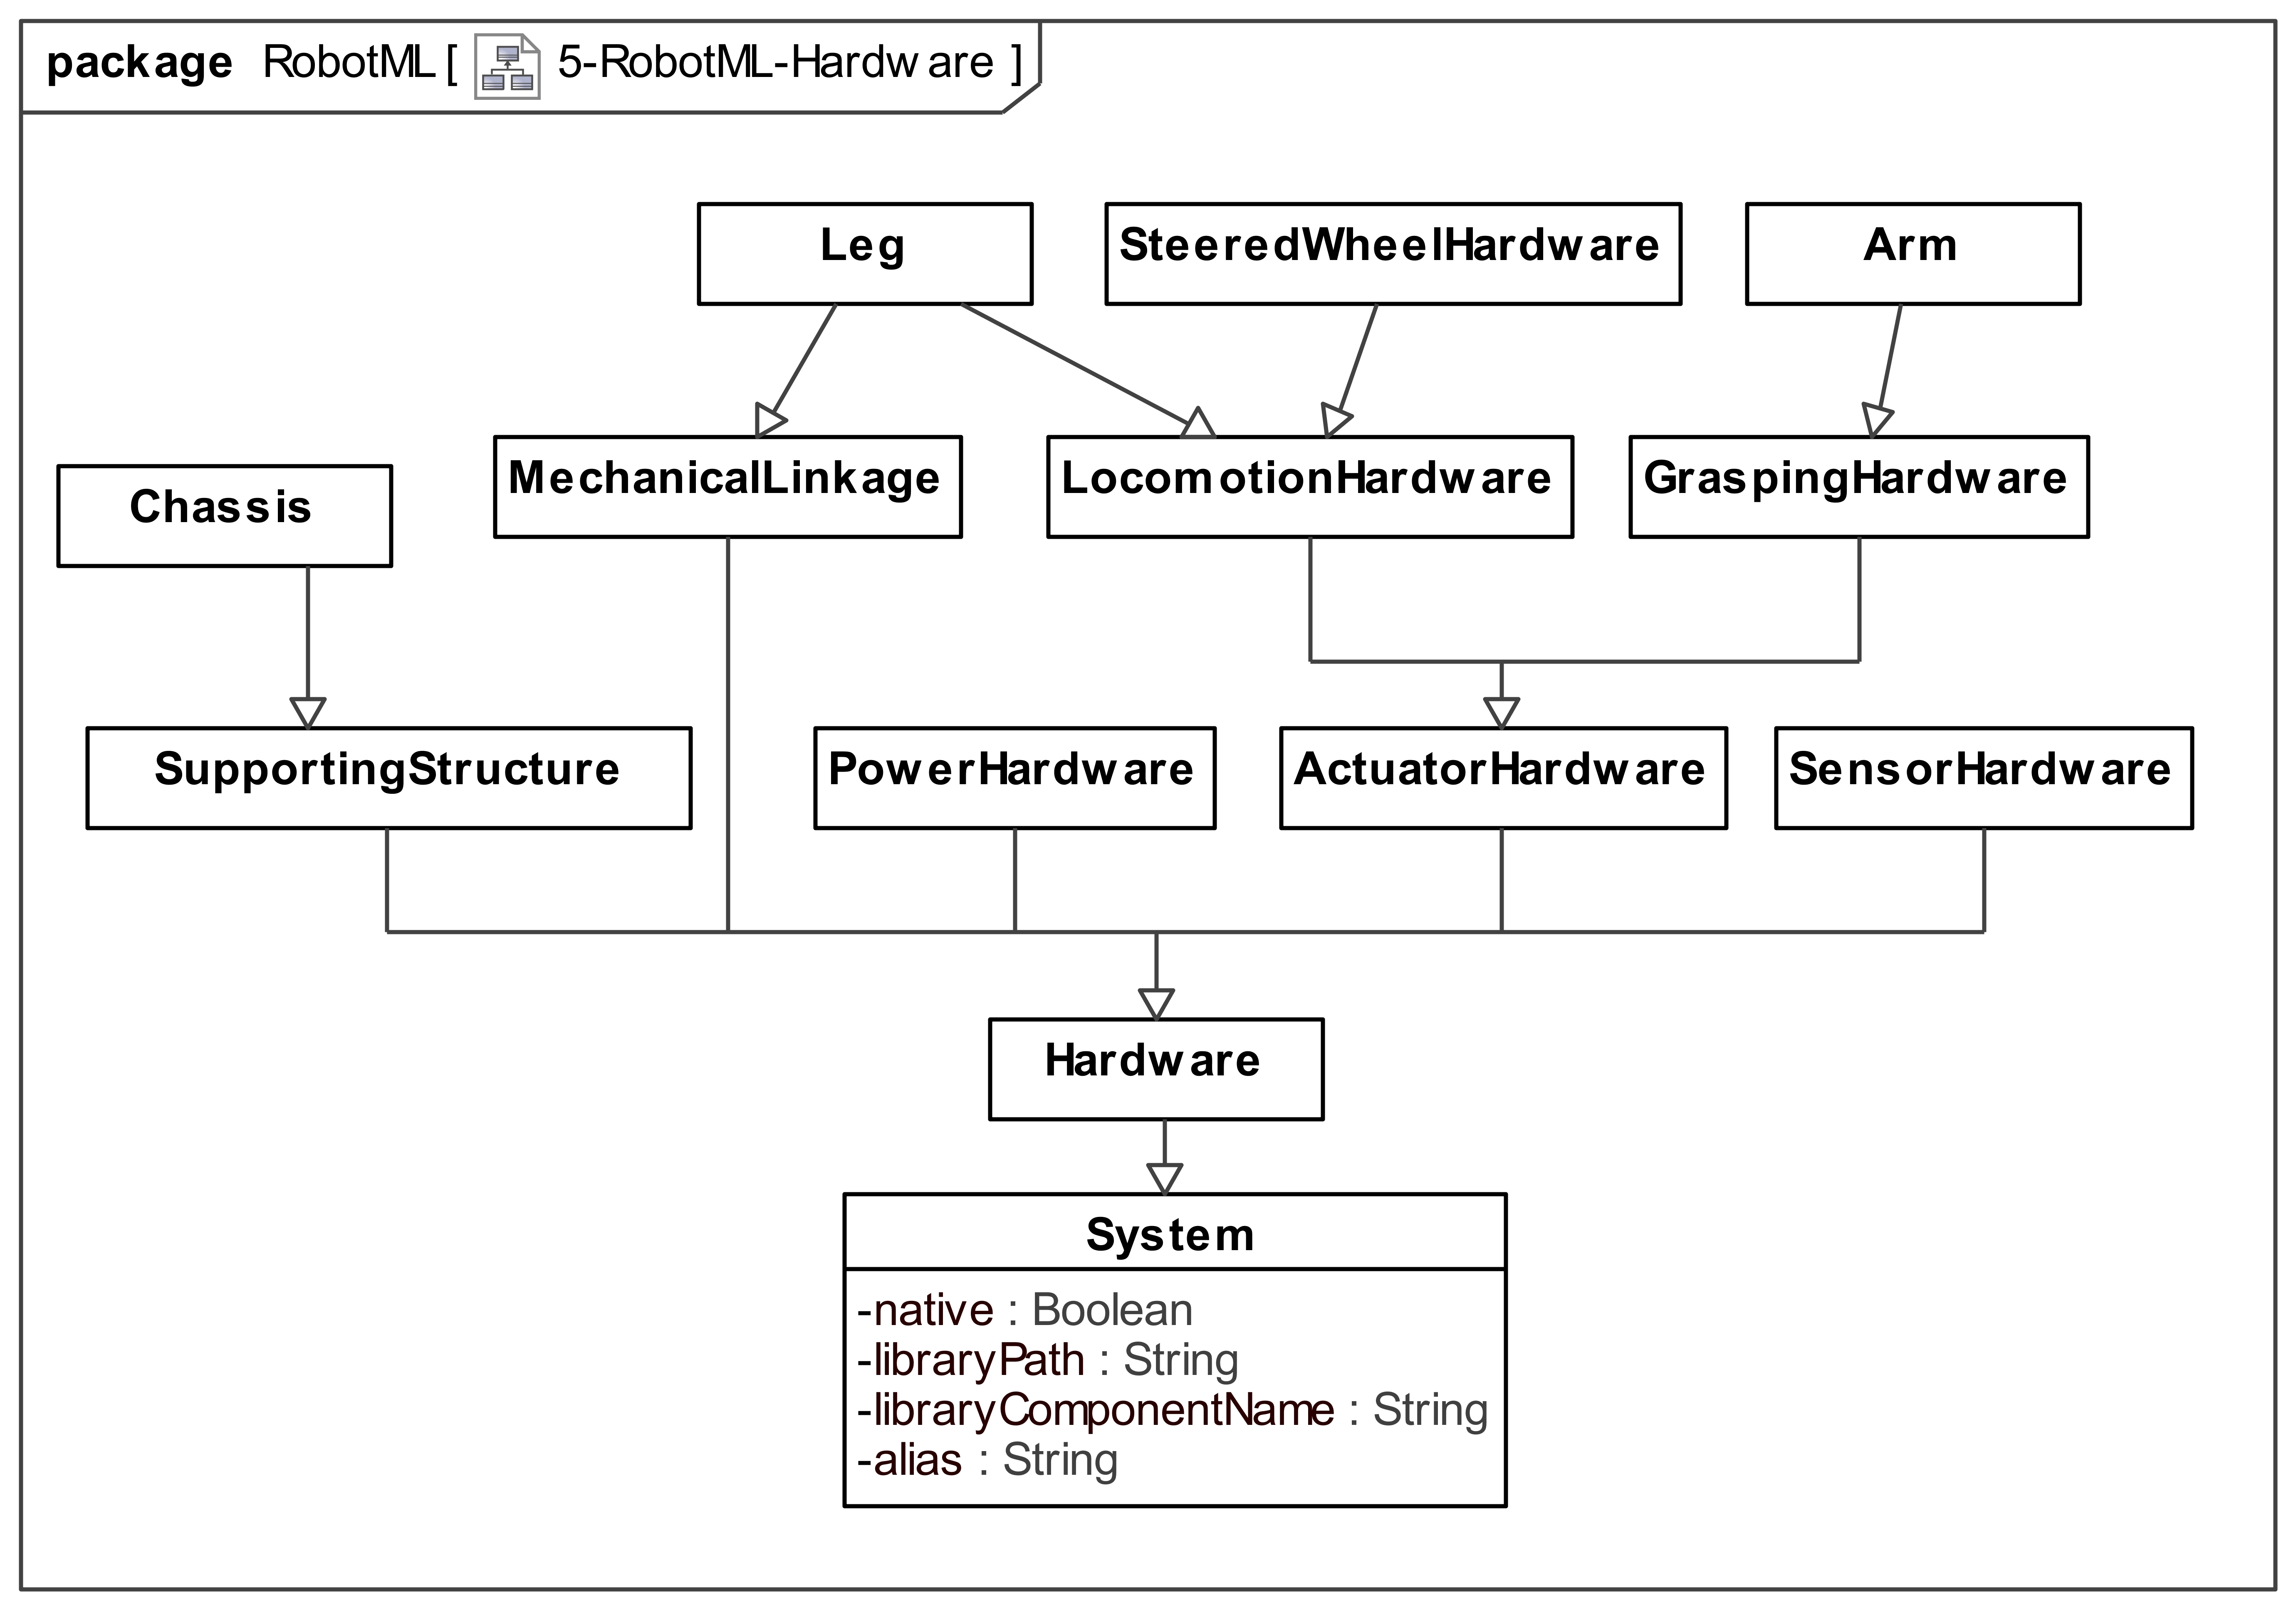 package RobotML [ 5-RobotML-Hardware ]
Leg
SteeredWheelHardware
Arm
MechanicalLinkage
LocomotionHardware
GraspingHardware
Chassis
SupportingStructure
PowerHardware
ActuatorHardware
SensorHardware
Hardware
System
-native : Boolean
-libraryPath : String
-libraryComponentName : String
-alias : String